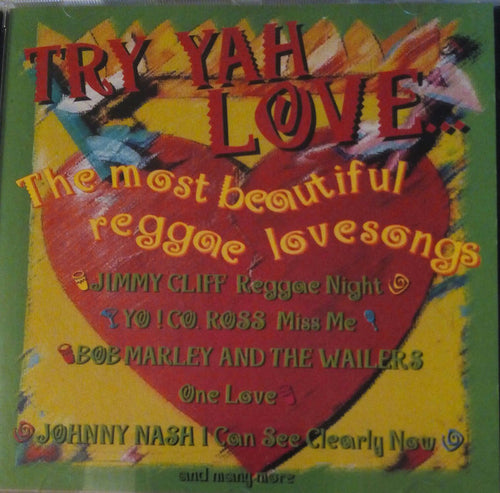 TRY YAH
LOVE...
The most beautiful
reggae lovesongs
JIMMY CLIFF Reggae Night
YO!CO ROSS Miss Me
BOB MARLEY AND THE WAILERS
One Love
JOHNNY NASH I Can See Clearly Now
and many more